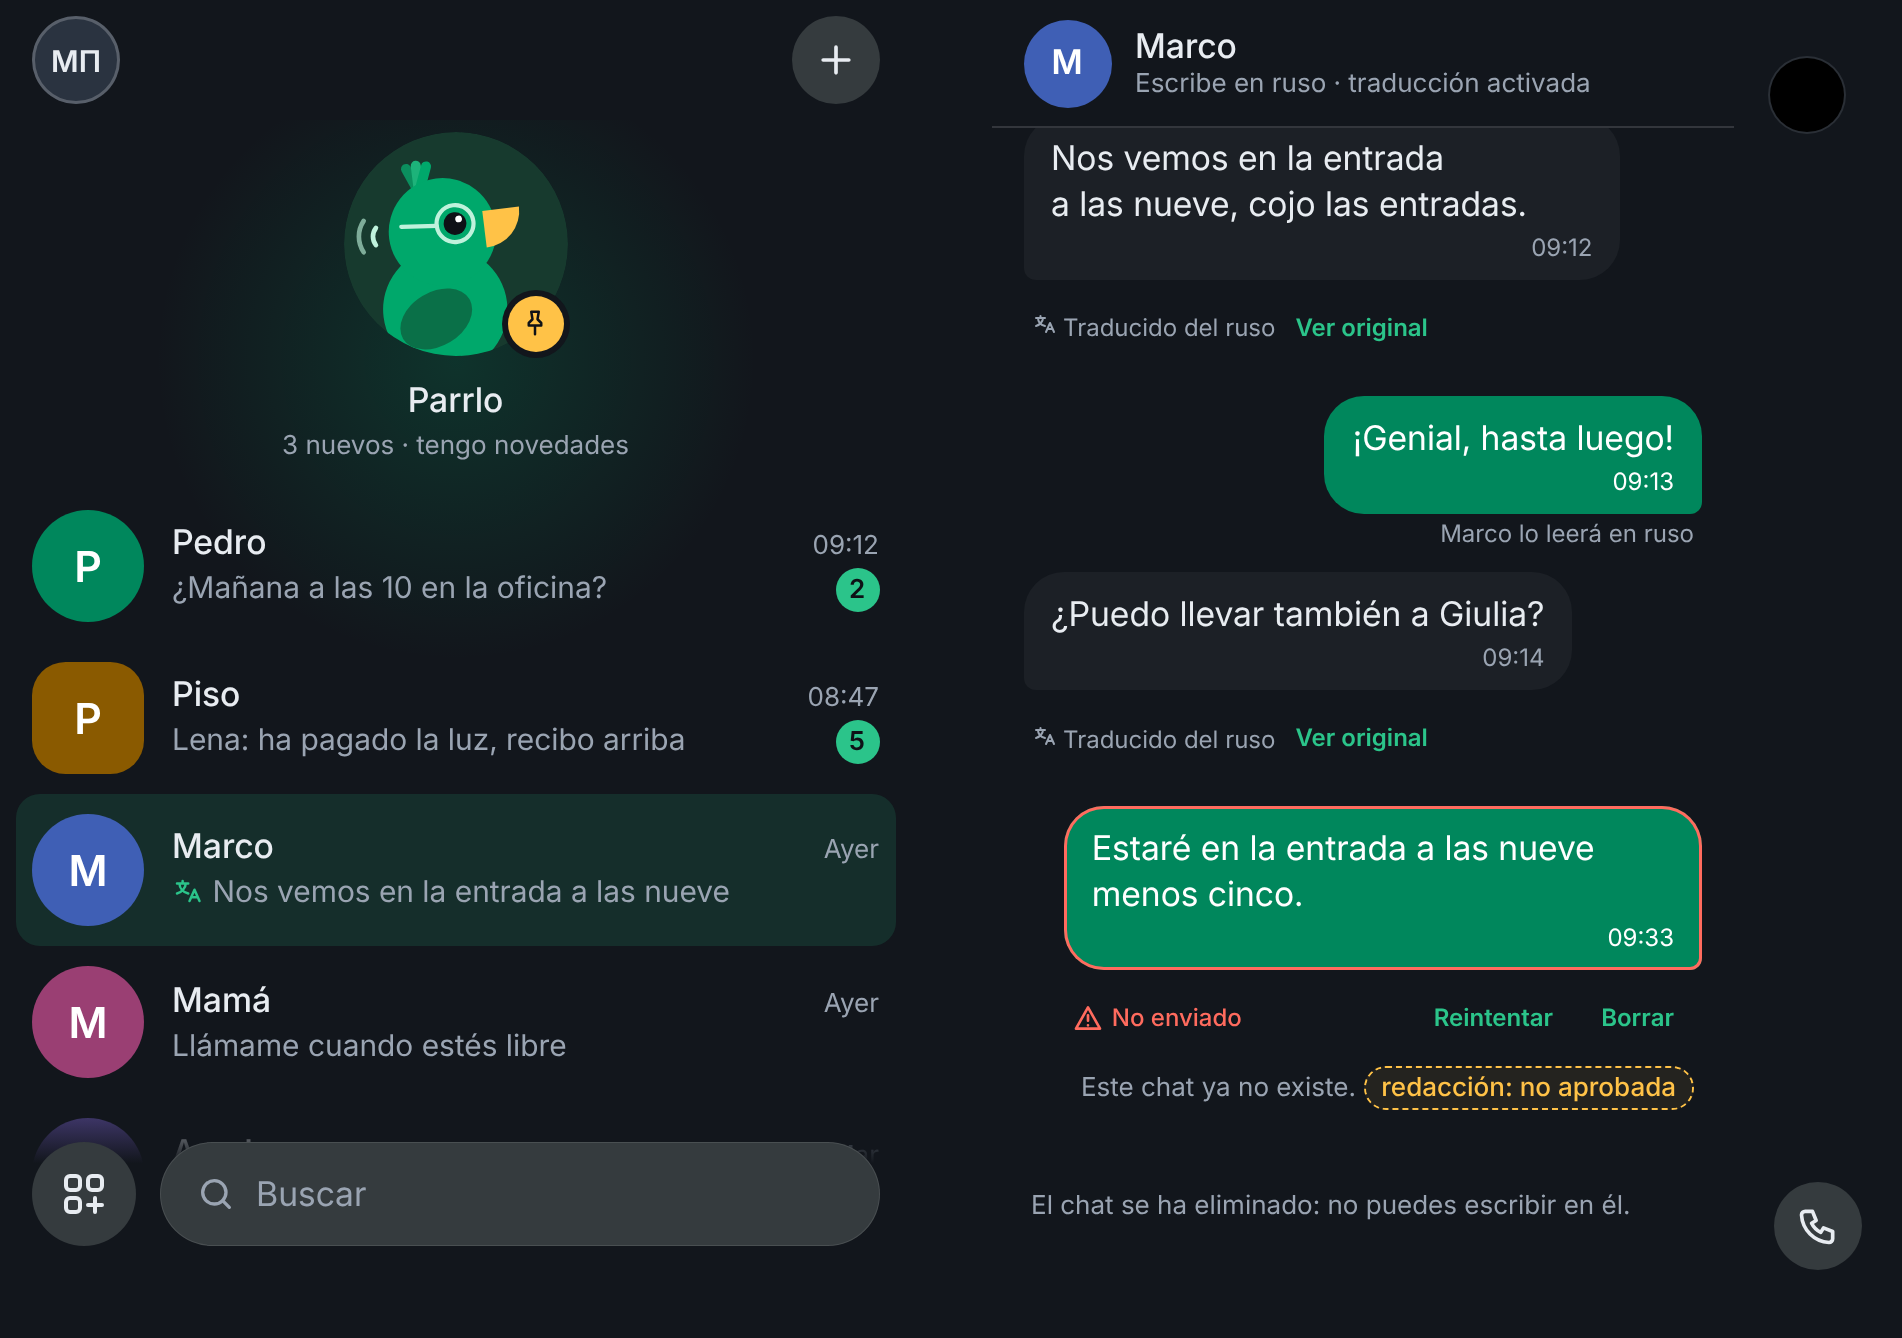 МП
Parrlo
3 nuevos · tengo novedades
P
Pedro
09:12
¿Mañana a las 10 en la oficina?
2
P
Piso
08:47
Lena: ha pagado la luz, recibo arriba
5
M
Marco
Ayer
Nos vemos en la entrada a las nueve
M
Mamá
Ayer
Llámame cuando estés libre
Buscar
M
Marco
Escribe en ruso · traducción activada
Nos vemos en la entrada
a las nueve, cojo las entradas.
09:12
Traducido del ruso Ver original
¡Genial, hasta luego!
09:13
Marco lo leerá en ruso
¿Puedo llevar también a Giulia?
09:14
Traducido del ruso Ver original
Estaré en la entrada a las nueve
menos cinco.
09:33
No enviado Reintentar Borrar
Este chat ya no existe. redacción: no aprobada
El chat se ha eliminado: no puedes escribir en él.